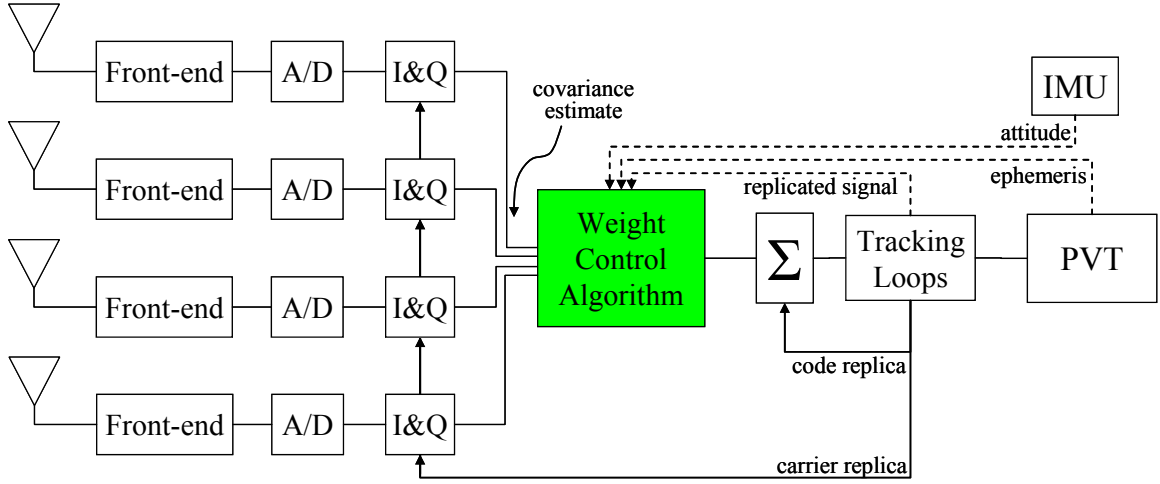 Front-end
A/D
I&Q
covariance
estimate
IMU
attitude
Front-end
A/D
I&Q
replicated signal
ephemeris
Weight
Control
Algorithm
Σ
Tracking
Loops
PVT
Front-end
A/D
I&Q
code replica
Front-end
A/D
I&Q
carrier replica